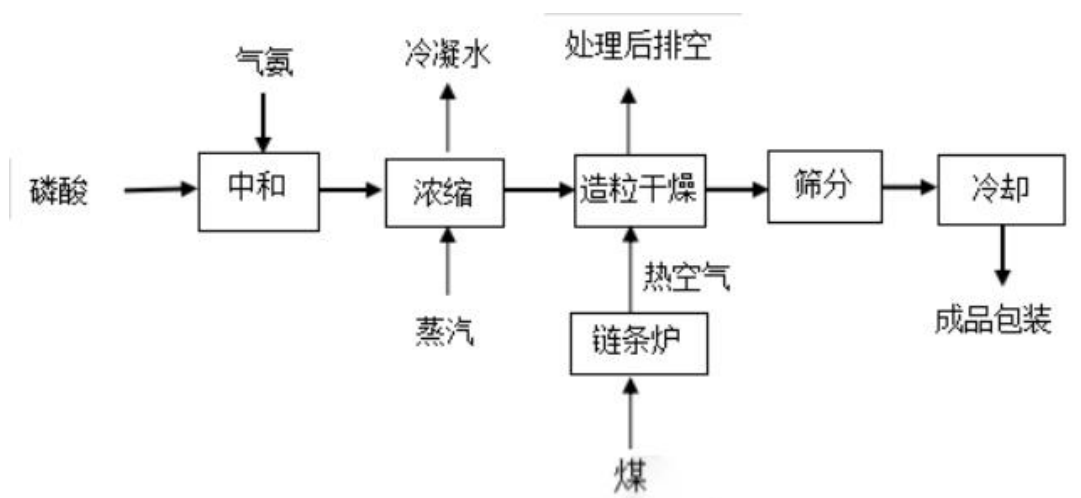 气氨
冷凝水
处理后排空
磷酸
中和
浓缩
造粒干燥
筛分
冷却
蒸汽
热空气
链条炉
成品包装
煤